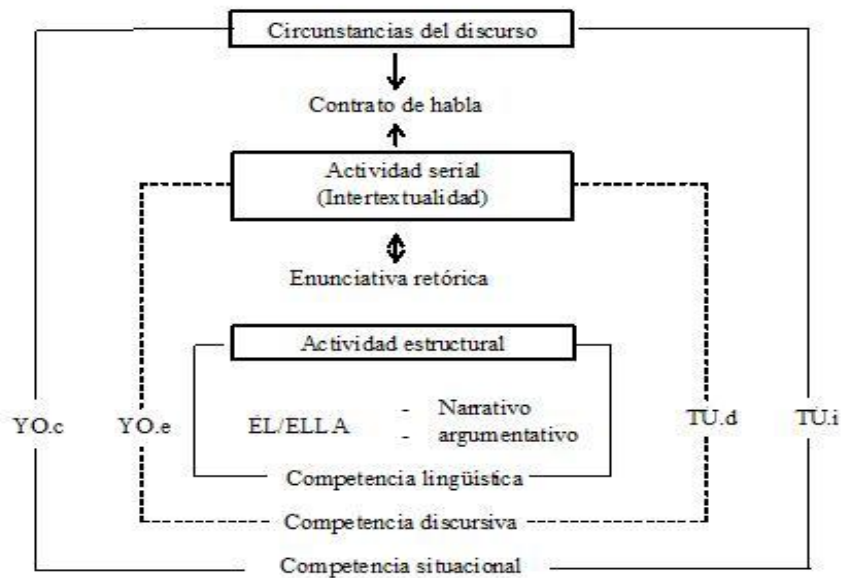 Circunstancias del discurso
Contrato de habla
Actividad serial
(Intertextualidad)
Enunciativa retórica
Actividad estructural
YO.c
YO.e
EL/ELLA
- Narrativo
- argumentativo
TU.d
TU.i
Competencia lingüística
Competencia discursiva
Competencia situacional